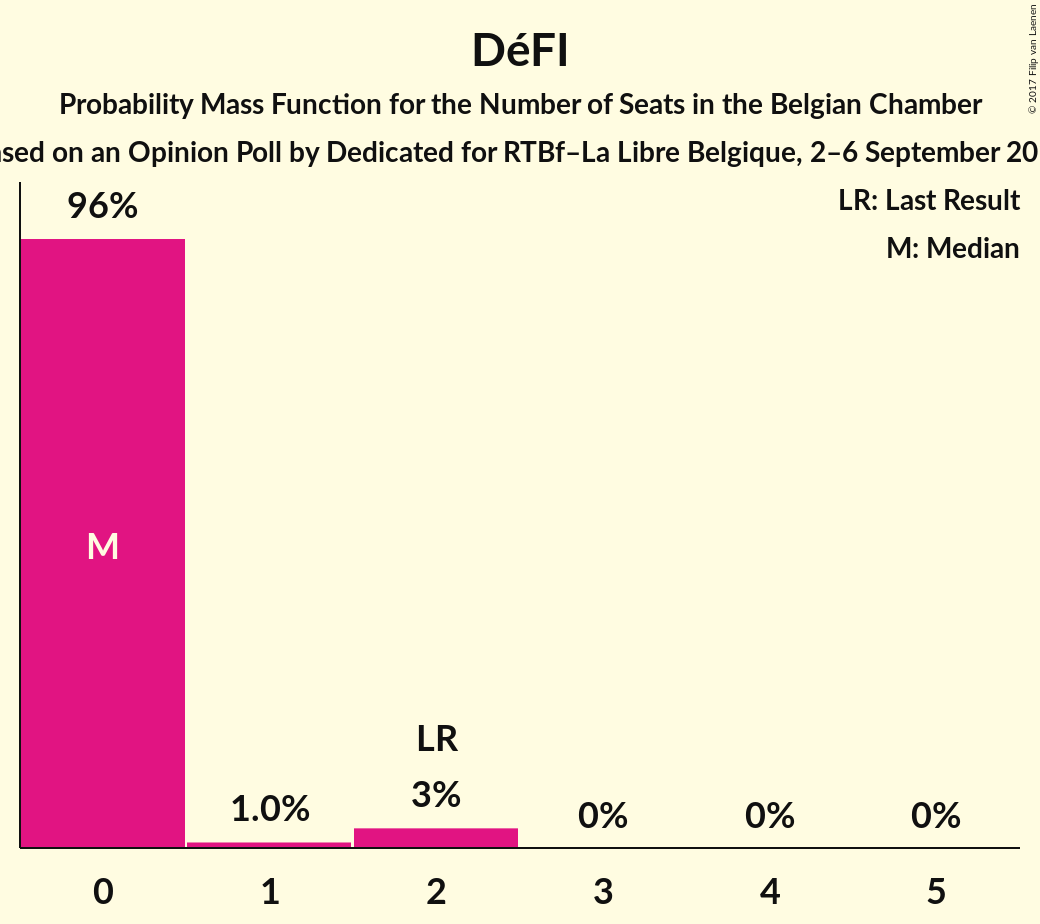 DéFI
Probability Mass Function for the Number of Seats in the Belgian Chamber
on an Opinion Poll by Dedicated for RTBf–La Libre Belgique, 2–6 September
LR: Last Result
M: Median
96%
M
LR
1.0%
3%
0%
0%
0%
0
1
2
3
4
5
© 2017 Filip van Laenen